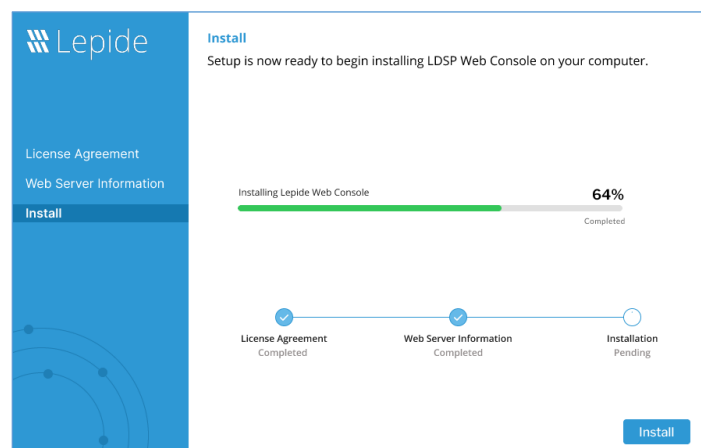 Lepide
License Agreement
Web Server Information
Install
Install
Setup is now ready to begin installing LDSP Web Console on your computer.
Installing Lepide Web Console
64%
Completed
License Agreement
Completed
Web Server Information
Completed
Installation
Pending
Install